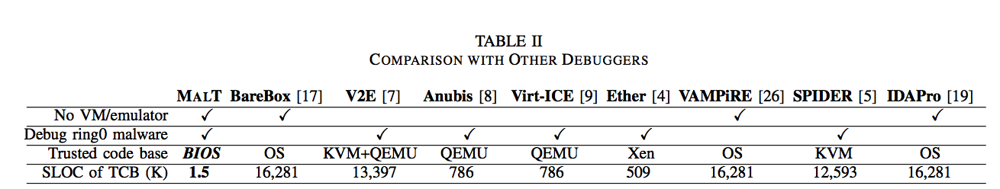 TABLE II
COMPARISON WITH OTHER DEBUGGERS
MALT BareBox [17] V2E [7] Anubis [8] Virt-ICE [9] Ether [4] VAMPiRE [26] SPIDER [5] IDAPro [19]
No VM/emulator ✓ ✓ ✓ ✓
Debug ring0 malware ✓ ✓ ✓ ✓ ✓ ✓
Trusted code base BIOS OS KVM+QEMU QEMU QEMU Xen OS KVM OS
SLOC of TCB (K) 1.5 16,281 13,397 786 786 509 16,281 12,593 16,281